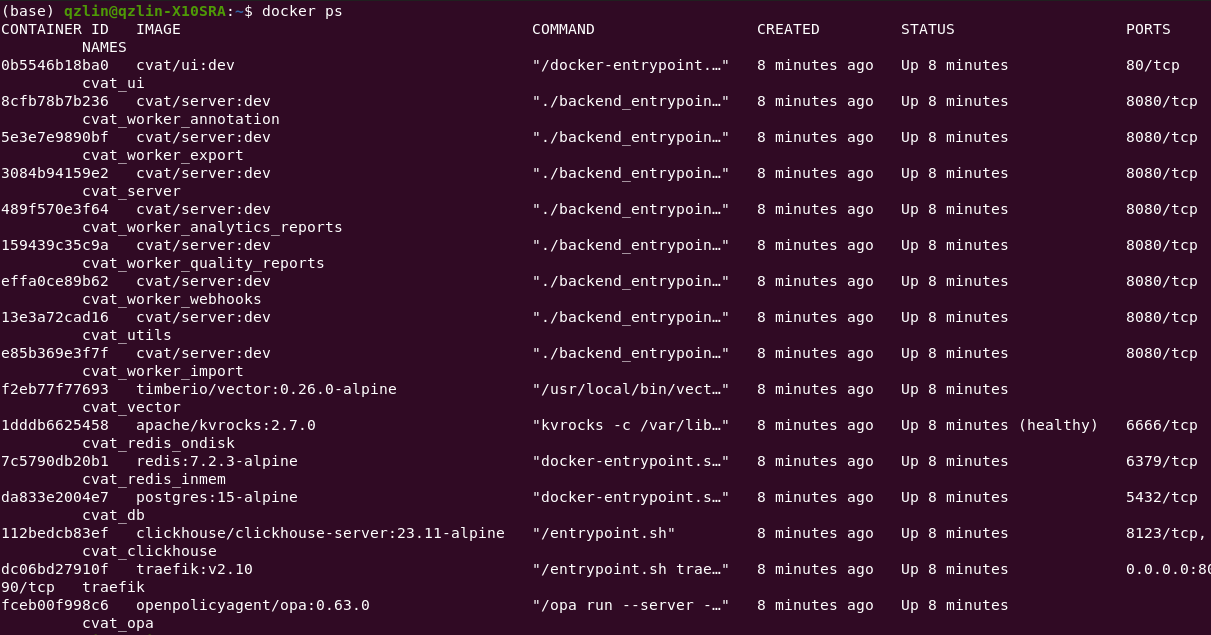 (base) qzlin@qzlin-X10SRA:~$ docker ps
CONTAINER ID   IMAGE                                    COMMAND                  CREATED         STATUS                   PORTS
         NAMES
0b5546b18ba0   cvat/ui:dev                              "/docker-entrypoint.…"   8 minutes ago   Up 8 minutes             80/tcp
         cvat_ui
8cfb78b7b236   cvat/server:dev                          "./backend_entrypoin…"   8 minutes ago   Up 8 minutes             8080/tcp
         cvat_worker_annotation
5e3e7e9890bf   cvat/server:dev                          "./backend_entrypoin…"   8 minutes ago   Up 8 minutes             8080/tcp
         cvat_worker_export
3084b94159e2   cvat/server:dev                          "./backend_entrypoin…"   8 minutes ago   Up 8 minutes             8080/tcp
         cvat_server
489f570e3f64   cvat/server:dev                          "./backend_entrypoin…"   8 minutes ago   Up 8 minutes             8080/tcp
         cvat_worker_analytics_reports
159439c35c9a   cvat/server:dev                          "./backend_entrypoin…"   8 minutes ago   Up 8 minutes             8080/tcp
         cvat_worker_quality_reports
effa0ce89b62   cvat/server:dev                          "./backend_entrypoin…"   8 minutes ago   Up 8 minutes             8080/tcp
         cvat_worker_webhooks
13e3a72cad16   cvat/server:dev                          "./backend_entrypoin…"   8 minutes ago   Up 8 minutes             8080/tcp
         cvat_utils
e85b369e3f7f   cvat/server:dev                          "./backend_entrypoin…"   8 minutes ago   Up 8 minutes             8080/tcp
         cvat_worker_import
f2eb77f77693   timberio/vector:0.26.0-alpine            "/usr/local/bin/vect…"   8 minutes ago   Up 8 minutes
         cvat_vector
1dddb6625458   apache/kvrocks:2.7.0                     "kvrocks -c /var/lib…"   8 minutes ago   Up 8 minutes (healthy)   6666/tcp
         cvat_redis_ondisk
7c5790db20b1   redis:7.2.3-alpine                       "docker-entrypoint.s…"   8 minutes ago   Up 8 minutes             6379/tcp
         cvat_redis_inmem
da833e2004e7   postgres:15-alpine                       "docker-entrypoint.s…"   8 minutes ago   Up 8 minutes             5432/tcp
         cvat_db
112bedcb83ef   clickhouse/clickhouse-server:23.11-alpine   "/entrypoint.sh"         8 minutes ago   Up 8 minutes             8123/tcp,
         cvat_clickhouse
dc06bd27910f   traefik:v2.10                            "/entrypoint.sh trae…"   8 minutes ago   Up 8 minutes             0.0.0.0:80
90/tcp   traefik
fceb00f998c6   openpolicyagent/opa:0.63.0               "/opa run --server -…"   8 minutes ago   Up 8 minutes
         cvat_opa